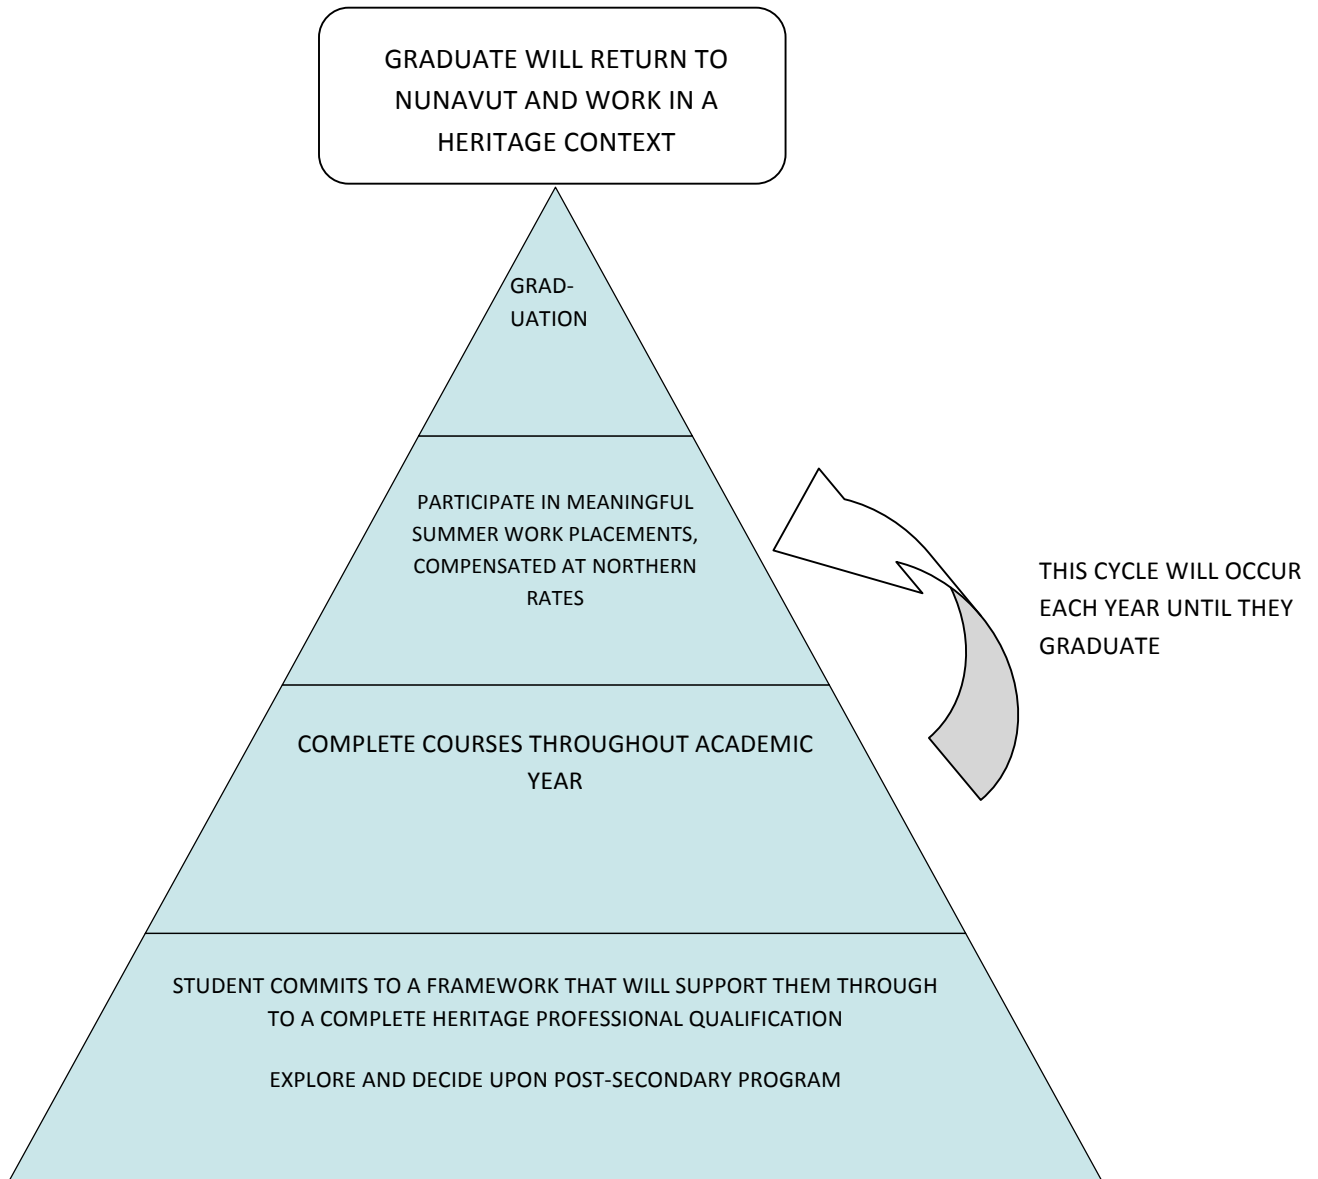 GRADUATE WILL RETURN TO
NUNAVUT AND WORK IN A
HERITAGE CONTEXT
GRAD-
UATION
PARTICIPATE IN MEANINGFUL
SUMMER WORK PLACEMENTS,
COMPENSATED AT NORTHERN
RATES
THIS CYCLE WILL OCCUR
EACH YEAR UNTIL THEY
GRADUATE
COMPLETE COURSES THROUGHOUT ACADEMIC
YEAR
STUDENT COMMITS TO A FRAMEWORK THAT WILL SUPPORT THEM THROUGH
TO A COMPLETE HERITAGE PROFESSIONAL QUALIFICATION
EXPLORE AND DECIDE UPON POST-SECONDARY PROGRAM